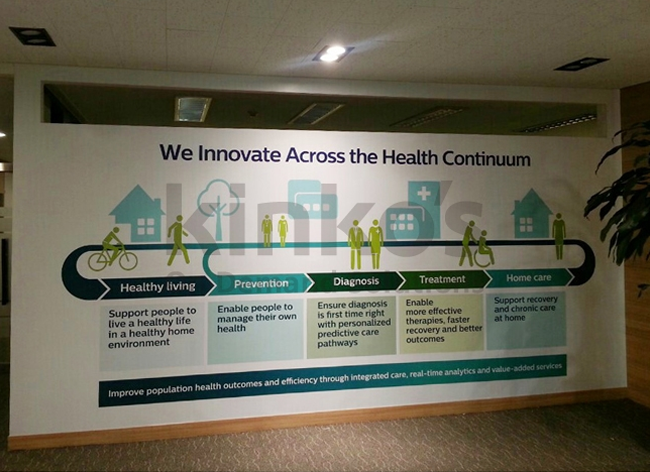 We Innovate Across the Health Continuum
kinko's
Healthy living
Prevention
Diagnosis
Treatment
Home care
Support people to
live a healthy life
in a healthy home
environment
Enable people to
manage their own
health
Ensure diagnosis
is first time right
with personalized
predictive care
pathways
Enable
more effective
therapies, faster
recovery and better
outcomes
Support recovery
and chronic care
at home
Improve population health outcomes and efficiency through integrated care, real-time analytics and value-added services